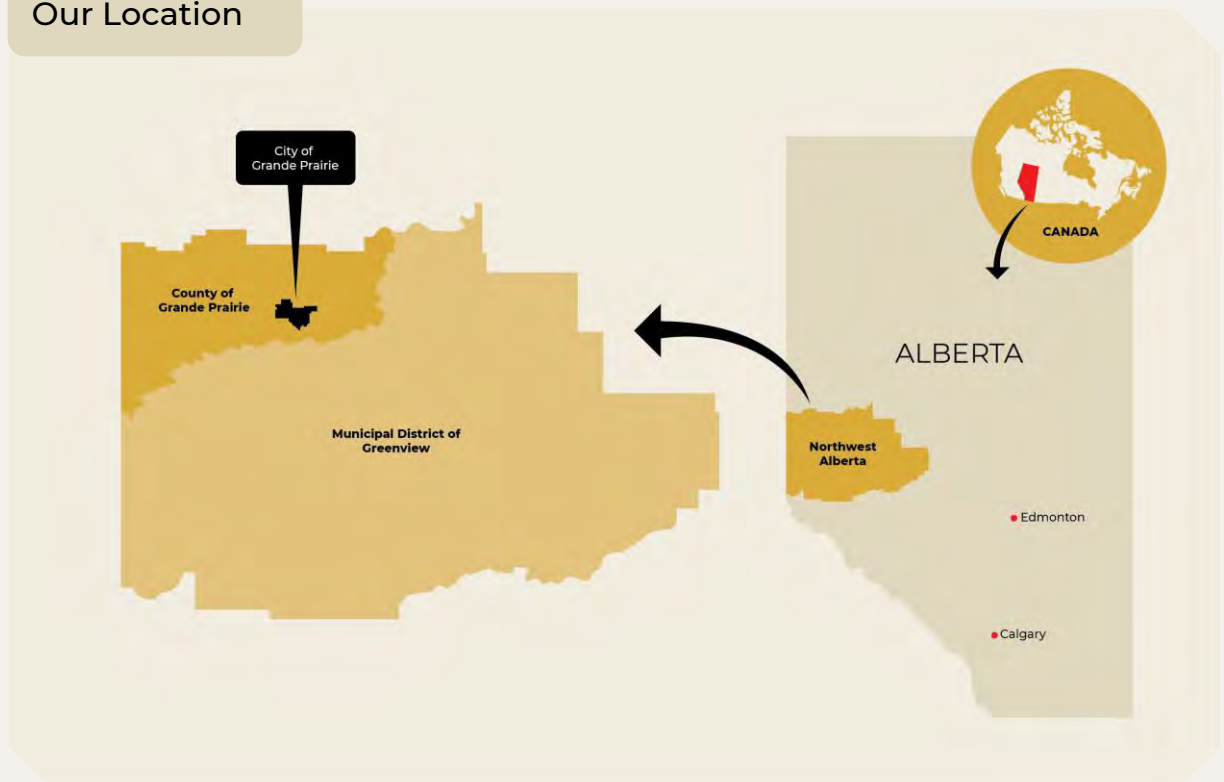 Our Location
City of
Grande Prairie
County of
Grande Prairie
Municipal District of
Greenview
CANADA
ALBERTA
Northwest
Alberta
Edmonton
Calgary